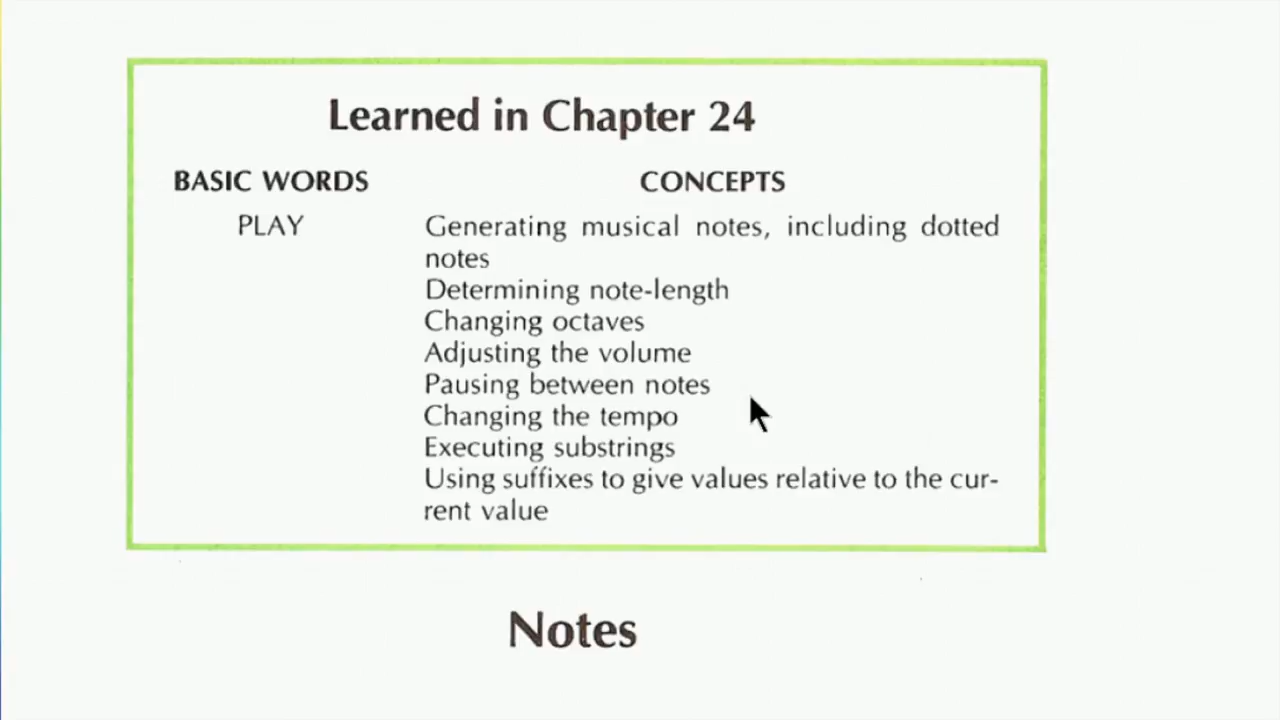 Learned in Chapter 24
BASIC WORDS CONCEPTS
PLAY Generating musical notes, including dotted
notes
Determining note-length
Changing octaves
Adjusting the volume
Pausing between notes
Changing the tempo
Executing substrings
Using suffixes to give values relative to the cur-
rent value
Notes